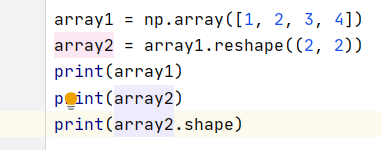 array1 = np.array([1, 2, 3, 4])
array2 = array1.reshape((2, 2))
print(array1)
print(array2)
print(array2.shape)